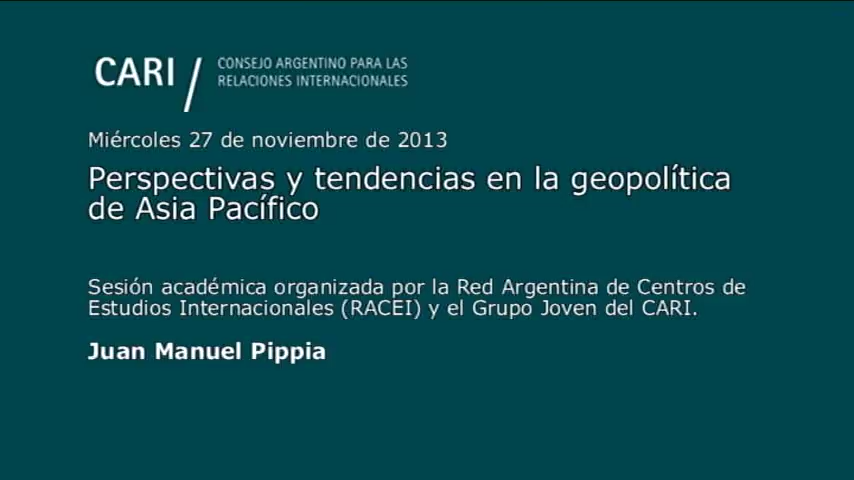 CARI/
CONSEJO ARGENTINO PARA LAS
RELACIONES INTERNACIONALES
Miércoles 27 de noviembre de 2013
Perspectivas y tendencias en la geopolítica
de Asia Pacífico
Sesión académica organizada por la Red Argentina de Centros de
Estudios Internacionales (RACEI) y el Grupo Joven del CARI.
Juan Manuel Pippia